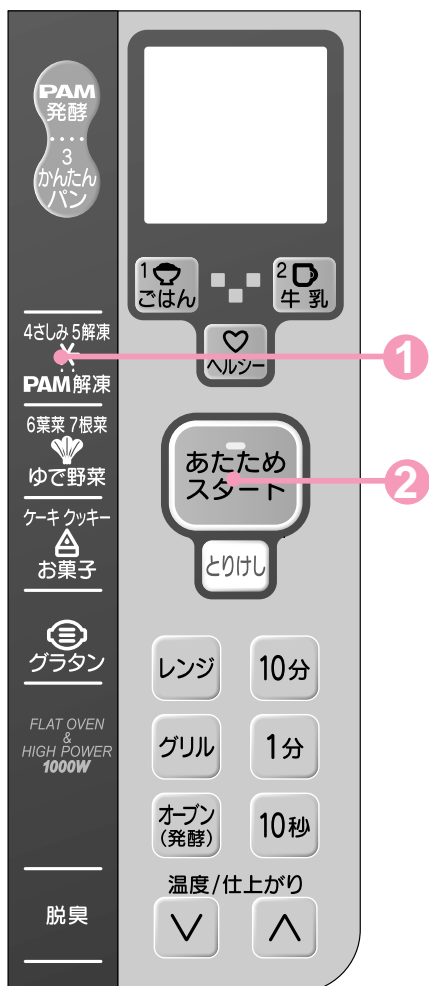 PAM
発酵
3
かんたん
パン
1
ごはん
2
牛乳
ヘルシー
4さしみ 5解凍
PAM解凍
1
6葉菜 7根菜
ゆで野菜
あたため
スタート
2
ケーキ クッキー
お菓子
とりけし
グラタン
レンジ
10分
FLAT OVEN
&
HIGH POWER
1000W
グリル
1分
オーブン
(発酵)
10秒
温度/仕上がり
脱臭